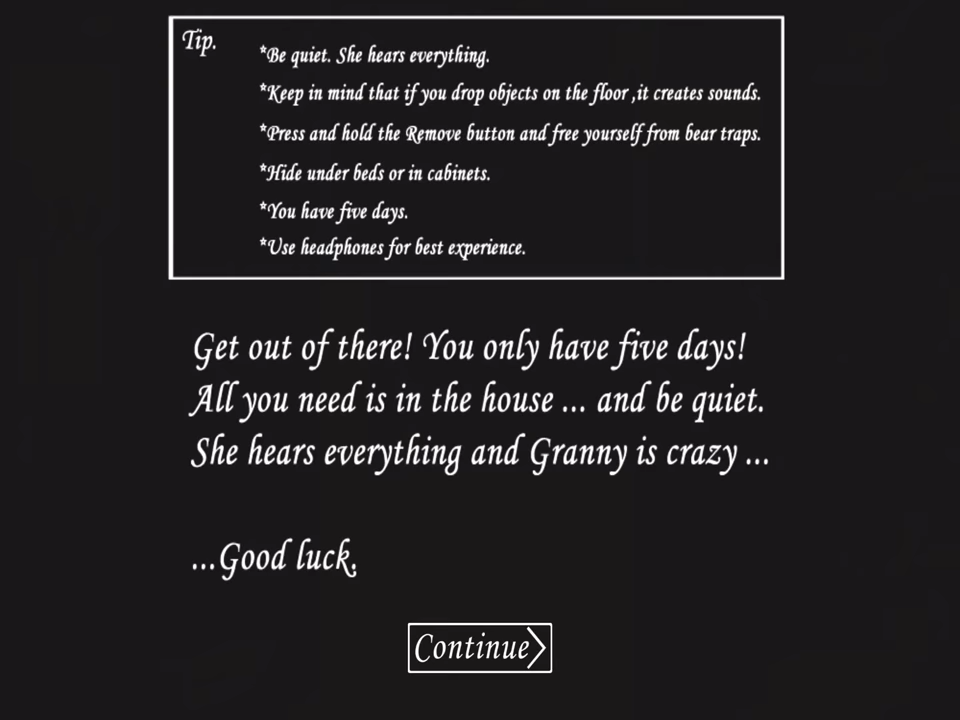 Tip.
*Be quiet. She hears everything.
*Keep in mind that if you drop objects on the floor ,it creates sounds.
*Press and hold the Remove button and free yourself from bear traps.
*Hide under beds or in cabinets.
*You have five days.
*Use headphones for best experience.
Get out of there! You only have five days!
All you need is in the house ... and be quiet.
She hears everything and Granny is crazy ...
...Good luck.
Continue>